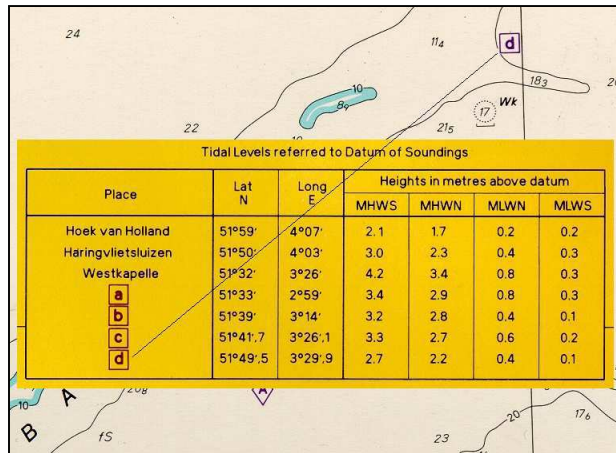 24
11₄
d
18₃
10
8₉
17 Wk
22
21₅
Tidal Levels referred to Datum of Soundings
Place Lat N Long E Heights in metres above datum
MHWS MHWN MLWN MLWS
Hoek van Holland 51°59' 4°07' 2.1 1.7 0.2 0.2
Haringvlietsluizen 51°50' 4°03' 3.0 2.3 0.4 0.3
Westkapelle 51°32' 3°26' 4.2 3.4 0.8 0.3
a 51°33' 2°59' 3.4 2.9 0.8 0.3
b 51°39' 3°14' 3.2 2.8 0.4 0.1
c 51°41',7 3°26',1 3.3 2.7 0.6 0.2
d 51°49',5 3°29',9 2.7 2.2 0.4 0.1
20₈
A
10
B A
fS
20
17₆
23